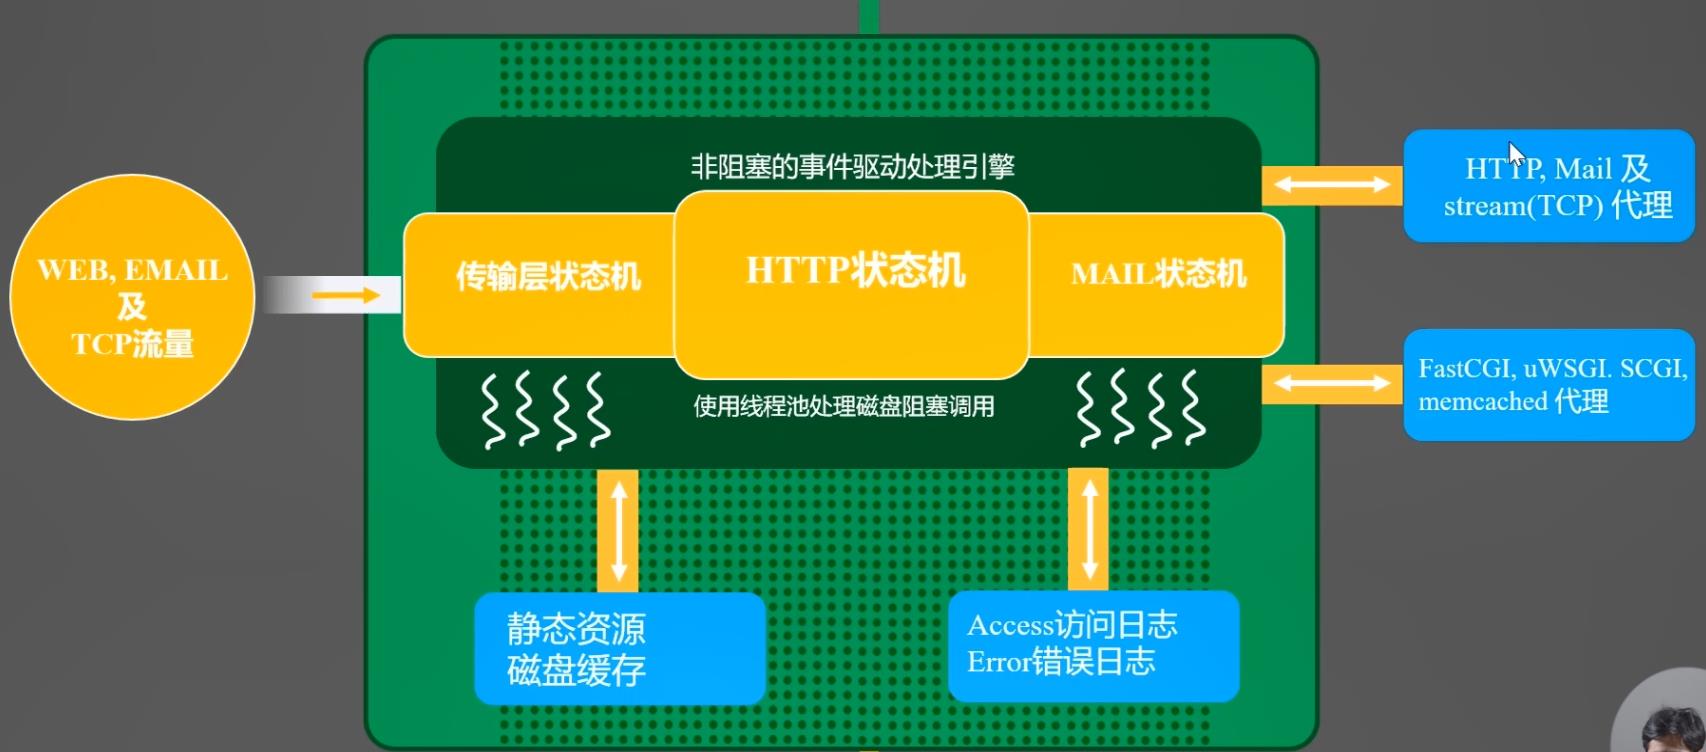 非阻塞的事件驱动处理引擎
WEB, EMAIL
及
TCP流量
传输层状态机
HTTP状态机
MAIL状态机
使用线程池处理磁盘阻塞调用
HTTP, Mail 及
stream(TCP) 代理
FastCGI, uWSGI. SCGI,
memcached 代理
静态资源
磁盘缓存
Access访问日志
Error错误日志